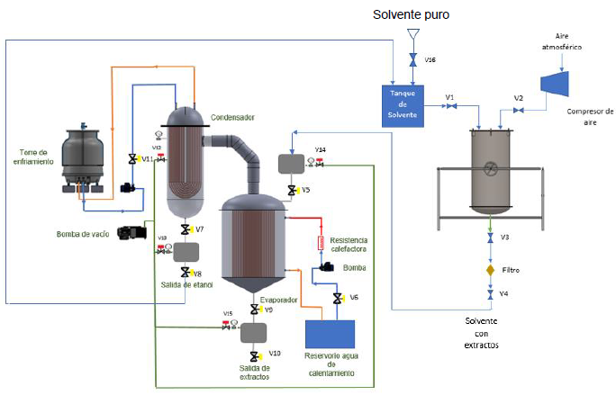 Solvente puro
Aire
atmosférico
V16
Tanque
de
Solvente
V1
V2
Compresor de
aire
Condensador
Torre de
enfriamiento
V11
V12
V14
V5
Bomba de vacío
V7
V13
V8
Salida de etanol
Resistencia
calefactora
Bomba
V6
Evaporador
V9
V15
V10
Salida de
extractos
Reservorio agua
de
calentamiento
V3
Filtro
V4
Solvente
con
extractos